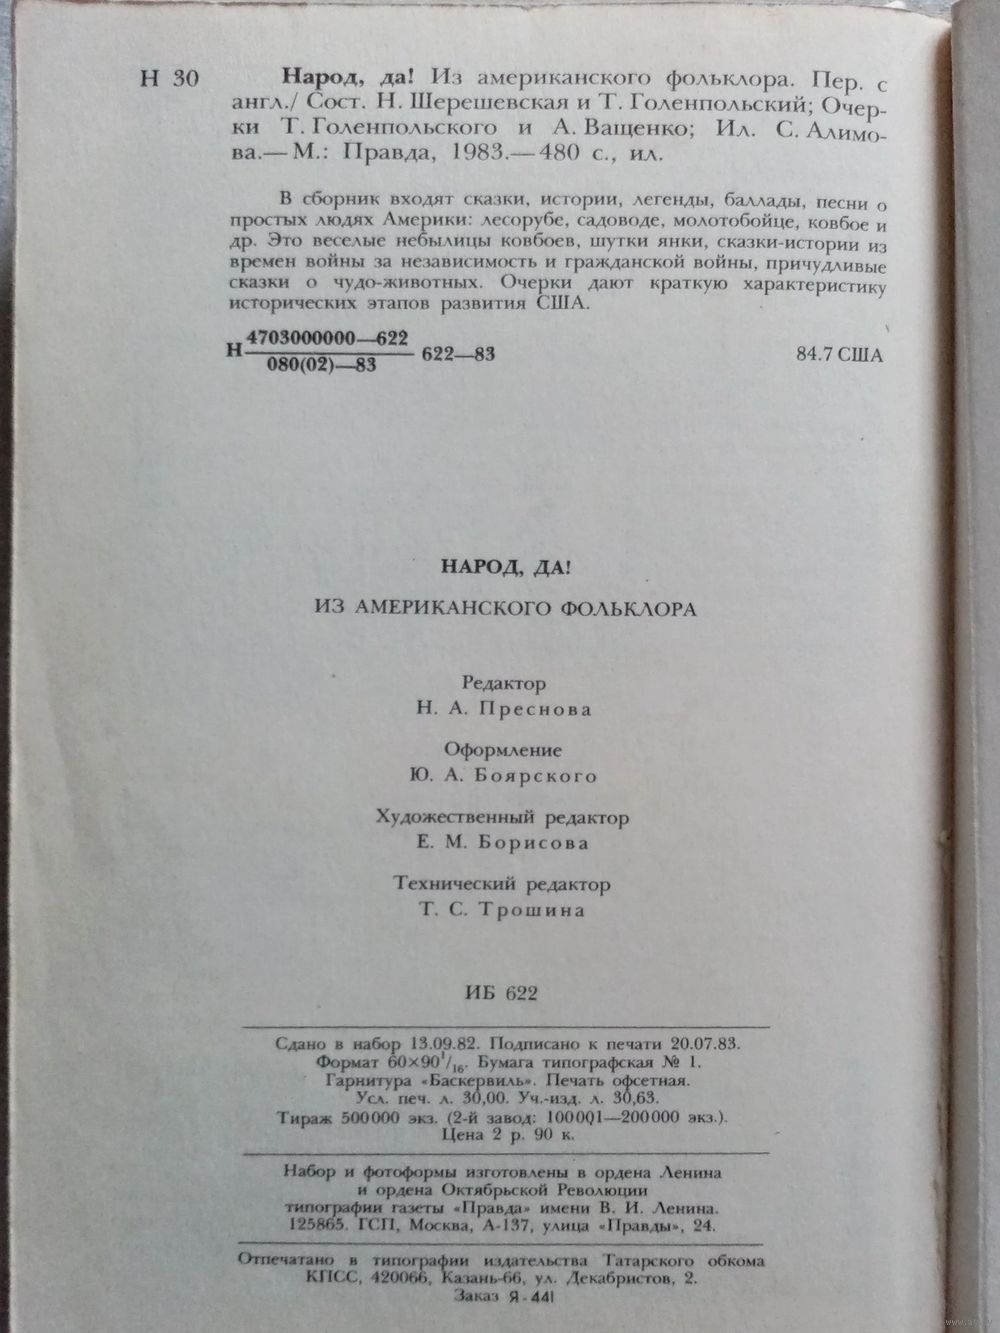 Н 30
Народ, да! Из американского фольклора. Пер. с
англ./ Сост. Н. Шерешевская и Т. Голенпольский; Очер-
ки Т. Голенпольского и А. Ващенко; Ил. С. Алимо-
ва.— М.: Правда, 1983.— 480 с., ил.
В сборник входят сказки, истории, легенды, баллады, песни о
простых людях Америки: лесорубе, садоводе, молотобойце, ковбое и
др. Это веселые небылицы ковбоев, шутки янки, сказки-истории из
времен войны за независимость и гражданской войны, причудливые
сказки о чудо-животных. Очерки дают краткую характеристику
исторических этапов развития США.
Н 4703000000—622
080(02)—83 622—83 84.7 США
НАРОД, ДА!
ИЗ АМЕРИКАНСКОГО ФОЛЬКЛОРА
Редактор
Н. А. Преснова
Оформление
Ю. А. Боярского
Художественный редактор
Е. М. Борисова
Технический редактор
Т. С. Трошина
ИБ 622
Сдано в набор 13.09.82. Подписано к печати 20.07.83.
Формат 60×90 1/16. Бумага типографская № 1.
Гарнитура «Баскервиль». Печать офсетная.
Усл. печ. л. 30,00. Уч.-изд. л. 30,63.
Тираж 500 000 экз. (2-й завод: 100001—200000 экз.).
Цена 2 р. 90 к.
Набор и фотоформы изготовлены в ордена Ленина
и ордена Октябрьской Революции
типографии газеты «Правда» имени В. И. Ленина.
125865. ГСП, Москва, А-137, улица «Правды», 24.
Отпечатано в типографии издательства Татарского обкома
КПСС, 420066, Казань-66, ул. Декабристов, 2.
Заказ Я-441